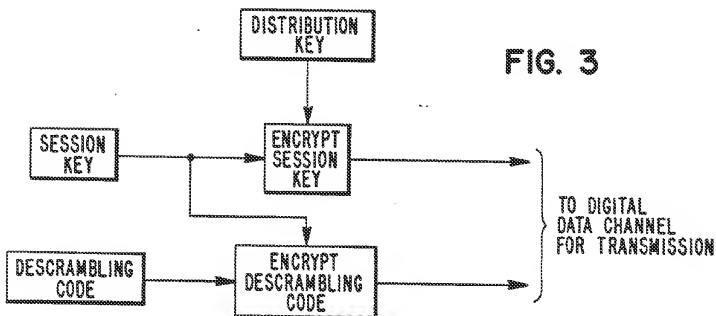 DISTRIBUTION
KEY
FIG. 3
SESSION
KEY
ENCRYPT
SESSION
KEY
TO DIGITAL
DATA CHANNEL
FOR TRANSMISSION
DESCRAMBLING
CODE
ENCRYPT
DESCRAMBLING
CODE